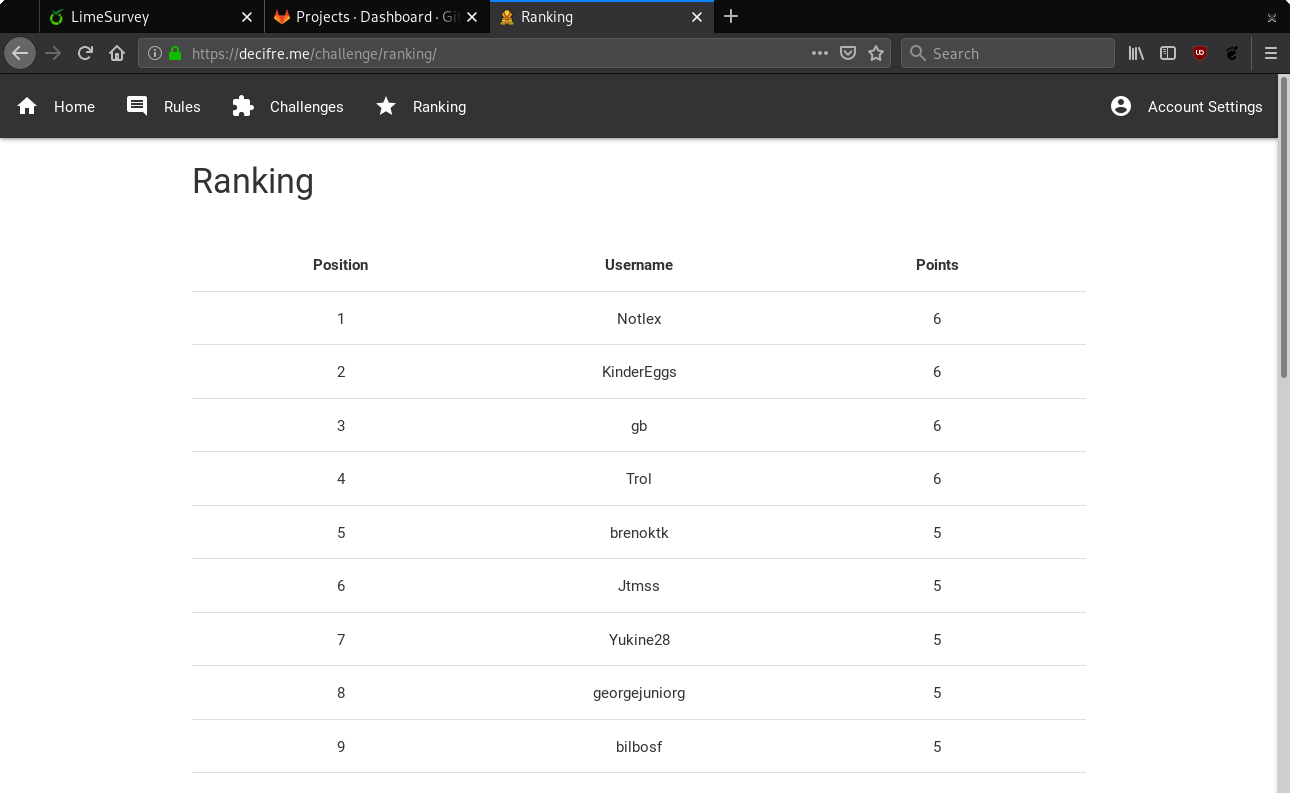 LimeSurvey Projects · Dashboard · Git Ranking
https://decifre.me/challenge/ranking/ Search
Home Rules Challenges Ranking Account Settings
Ranking
Position Username Points
1 Notlex 6
2 KinderEggs 6
3 gb 6
4 Trol 6
5 brenoktk 5
6 Jtmss 5
7 Yukine28 5
8 georgejuniorg 5
9 bilbosf 5